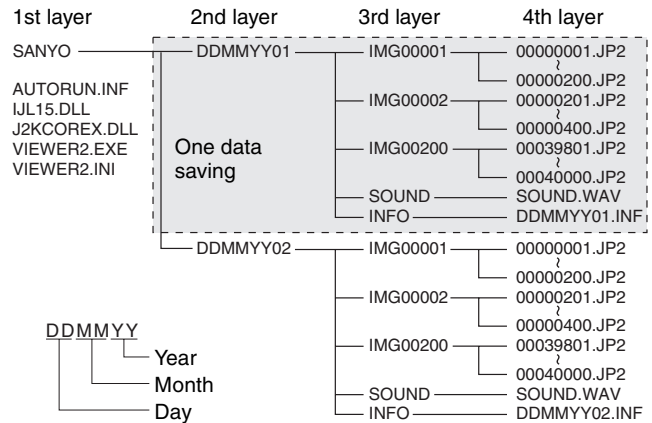 1st layer 2nd layer 3rd layer 4th layer
SANYO DDMMYY01 IMG00001 00000001.JP2
~
00000200.JP2
AUTORUN.INF
IJL15.DLL
J2KCOREX.DLL
VIEWER2.EXE
VIEWER2.INI
One data
saving
IMG00002 00000201.JP2
~
00000400.JP2
IMG00200 00039801.JP2
~
00040000.JP2
SOUND SOUND.WAV
INFO DDMMYY01.INF
DDMMYY02 IMG00001 00000001.JP2
~
00000200.JP2
IMG00002 00000201.JP2
~
00000400.JP2
IMG00200 00039801.JP2
~
00040000.JP2
SOUND SOUND.WAV
INFO DDMMYY02.INF
DDMMYY
Year
Month
Day